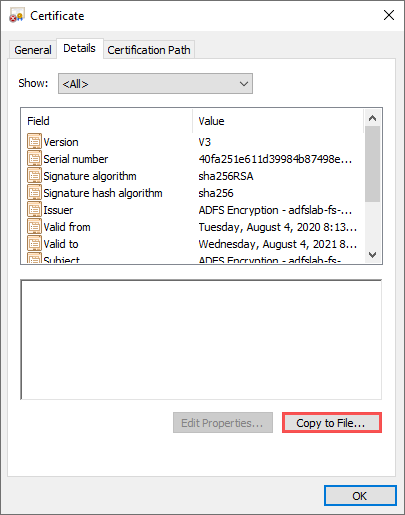 Certificate
General Details Certification Path
Show: <All>
Field Value
Version V3
Serial number 40fa251e611d39984b87498e...
Signature algorithm sha256RSA
Signature hash algorithm sha256
Issuer ADFS Encryption - adfslab-fs-...
Valid from Tuesday, August 4, 2020 8:13...
Valid to Wednesday, August 4, 2021 8...
Subject ADFS Encryption - adfslab-fs-
Edit Properties... Copy to File...
OK